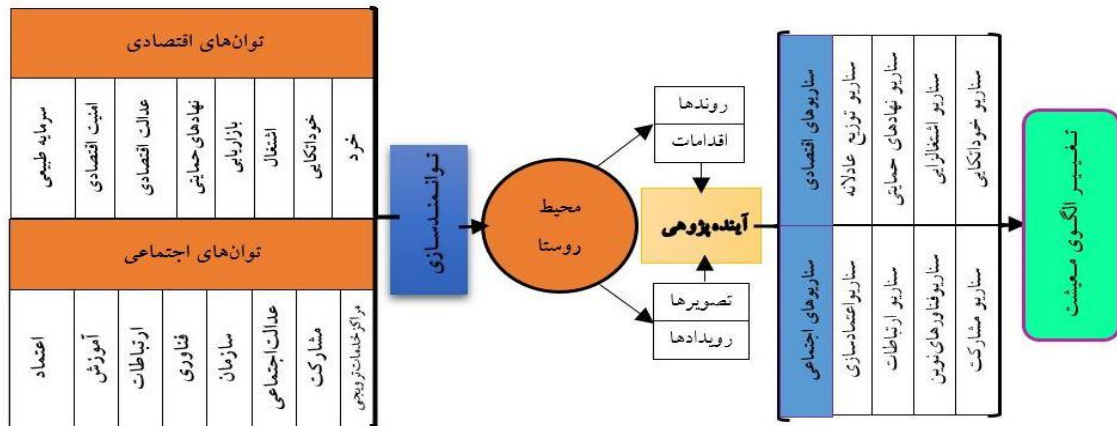 توان‌های اقتصادی
سرمایه طبیعی
امنیت اقتصادی
عدالت اقتصادی
نهادهای حمایتی
بازاریابی
اشتغال
خوداتکایی
خرد
توان‌های اجتماعی
اعتماد
آموزش
ارتباطات
فناوری
سازمان
عدالت اجتماعی
مشارکت
مراکز خدمات ترویجی
توانمندسازی
محیط
روستا
روندها
اقدامات
آینده‌پژوهی
تصویرها
رویدادها
سناریوهای اقتصادی
سناریو توزیع عادلانه
سناریو نهادهای حمایتی
سناریو اشتغالزایی
سناریو خوداتکایی
سناریوهای اجتماعی
سناریواعتمادسازی
سناریو ارتباطات
سناریوفناورهای‌نوین
سناریو مشارکت
تغییر الگوی معیشت